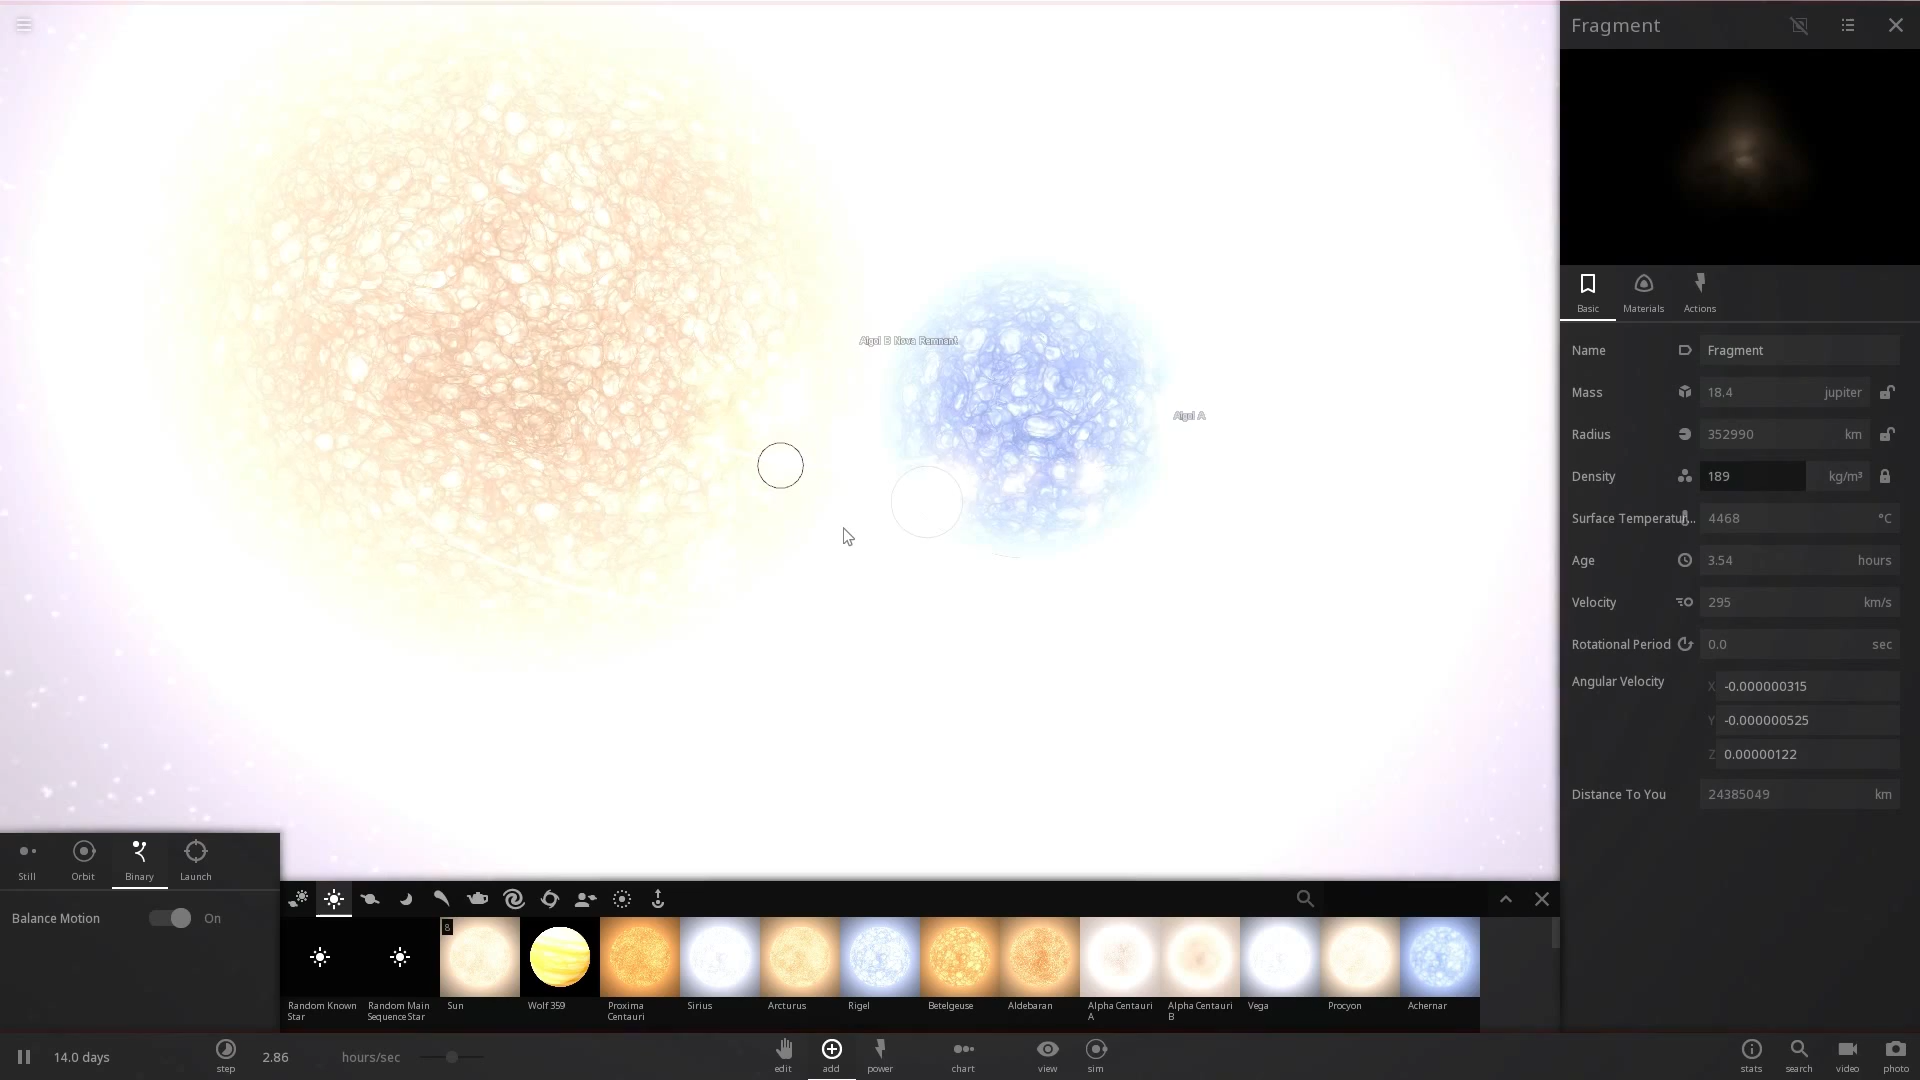 Fragment
Algol B Nova Remnant
Algol A
Basic
Materials
Actions
Name
Fragment
Mass
18.4
jupiter
Radius
352990
km
Density
189
kg/m³
Surface Temperatur...
4468
°C
Age
3.54
hours
Velocity
295
km/s
Rotational Period
0.0
sec
Angular Velocity
X
-0.000000315
Y
-0.000000525
Z
0.00000122
Distance To You
24385049
km
Still
Orbit
Binary
Launch
Balance Motion
On
8
Random Known
Star
Random Main
Sequence Star
Sun
Wolf 359
Proxima
Centauri
Sirius
Arcturus
Rigel
Betelgeuse
Aldebaran
Alpha Centauri
A
Alpha Centauri
B
Vega
Procyon
Achernar
14.0 days
step
2.86
hours/sec
edit
add
power
chart
view
sim
stats
search
video
photo